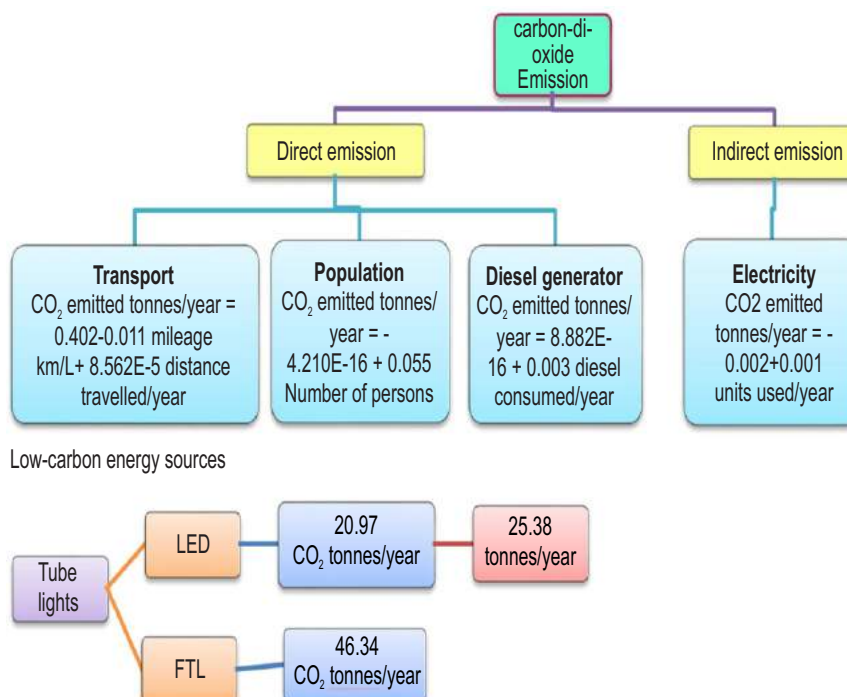 carbon-di-
oxide
Emission
Direct emission
Indirect emission
Transport
CO₂ emitted tonnes/year =
0.402-0.011 mileage
km/L+ 8.562E-5 distance
travelled/year
Population
CO₂ emitted tonnes/
year = -
4.210E-16 + 0.055
Number of persons
Diesel generator
CO₂ emitted tonnes/
year = 8.882E-
16 + 0.003 diesel
consumed/year
Electricity
CO2 emitted
tonnes/year = -
0.002+0.001
units used/year
Low-carbon energy sources
Tube
lights
LED
20.97
CO₂ tonnes/year
25.38
tonnes/year
FTL
46.34
CO₂ tonnes/year